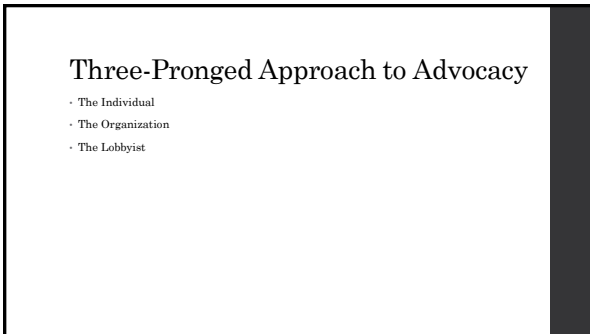 Three-Pronged Approach to Advocacy
• The Individual
• The Organization
• The Lobbyist